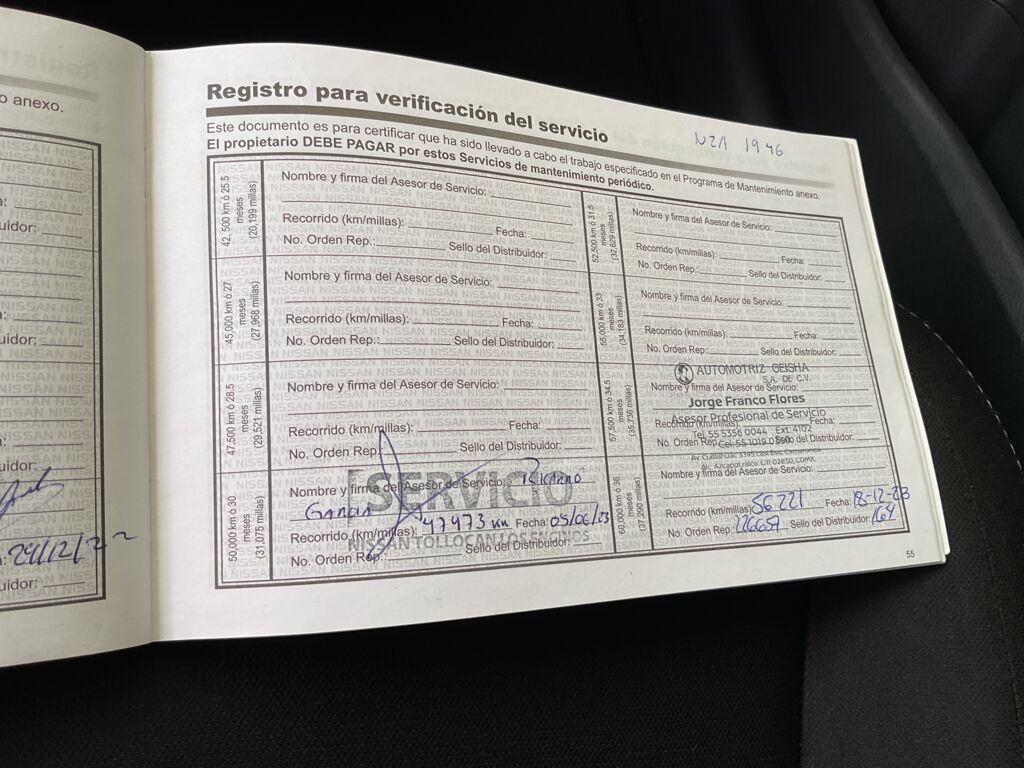 o anexo.
a:
uidor:
a:
uidor:
uidor:
a: 29/12/2
uidor:
Registro para verificación del servicio
NZA 1946
Este documento es para certificar que ha sido llevado a cabo el trabajo especificado en el Programa de Mantenimiento anexo.
El propietario DEBE PAGAR por estos Servicios de mantenimiento periódico.
42, 500 km ó 25,5
meses
(20,199 millas)
Nombre y firma del Asesor de Servicio:
Recorrido (km/millas): Fecha:
No. Orden Rep.: Sello del Distribuidor:
45,000 km ó 27
meses
(27,968 millas)
Nombre y firma del Asesor de Servicio:
Recorrido (km/millas): Fecha:
No. Orden Rep.: Sello del Distribuidor:
47,500 km ó 28,5
meses
(29,521 millas)
Nombre y firma del Asesor de Servicio:
Recorrido (km/millas): Fecha:
No. Orden Rep.: Sello del Distribuidor:
50,000 km ó 30
meses
(31,075 millas)
SERVICIO
Nombre y firma del Asesor de Servicio: Ricardo
Garcia
Recorrido (km/millas): 47973 km Fecha: 05/06/23
NISSAN TOLLOCAN LOS ENCINOS
No. Orden Rep.: Sello del Distribuidor:
52,500 km ó 31,5
meses
(32,629 millas)
Nombre y firma del Asesor de Servicio:
Recorrido (km/millas): Fecha:
No. Orden Rep.: Sello del Distribuidor:
55,000 km ó 33
meses
(34,183 millas)
Nombre y firma del Asesor de Servicio:
Recorrido (km/millas): Fecha:
No. Orden Rep.: Sello del Distribuidor:
57,500 km ó 34,5
meses
(35,736 millas)
AUTOMOTRIZ GEISHA
S.A. DE C.V.
Nombre y firma del Asesor de Servicio:
Jorge Franco Flores
Asesor Profesional de Servicio
Recorrido (km/millas): Fecha:
Tel. 55 5356 0044 Ext. 4102
No. Orden Rep.: Sello del Distribuidor:
60,000 km ó 36
meses
(37,290 millas)
Nombre y firma del Asesor de Servicio:
Recorrido (km/millas): 56221 Fecha: 18-12-23
No. Orden Rep.: 126657 Sello del Distribuidor: 164
55